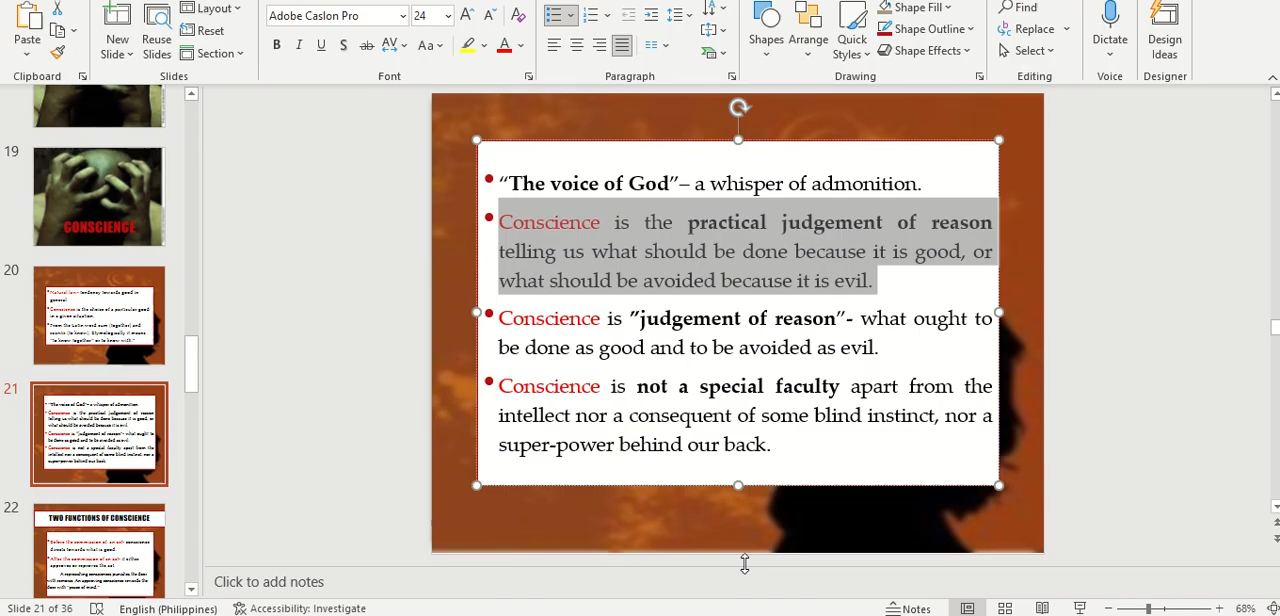 Paste
New
Slide
Reuse
Slides
Layout
Reset
Section
Adobe Caslon Pro
24
B I U S ab AV Aa A
Shapes
Arrange
Quick
Styles
Shape Fill
Shape Outline
Shape Effects
Find
Replace
Select
Dictate
Design
Ideas
Clipboard
Slides
Font
Paragraph
Drawing
Editing
Voice
Designer
19
CONSCIENCE
20
21
22
TWO FUNCTIONS OF CONSCIENCE
“The voice of God”– a whisper of admonition.
Conscience is the practical judgement of reason
telling us what should be done because it is good, or
what should be avoided because it is evil.
Conscience is ”judgement of reason”- what ought to
be done as good and to be avoided as evil.
Conscience is not a special faculty apart from the
intellect nor a consequent of some blind instinct, nor a
super-power behind our back.
Click to add notes
Slide 21 of 36
English (Philippines)
Accessibility: Investigate
Notes
68%